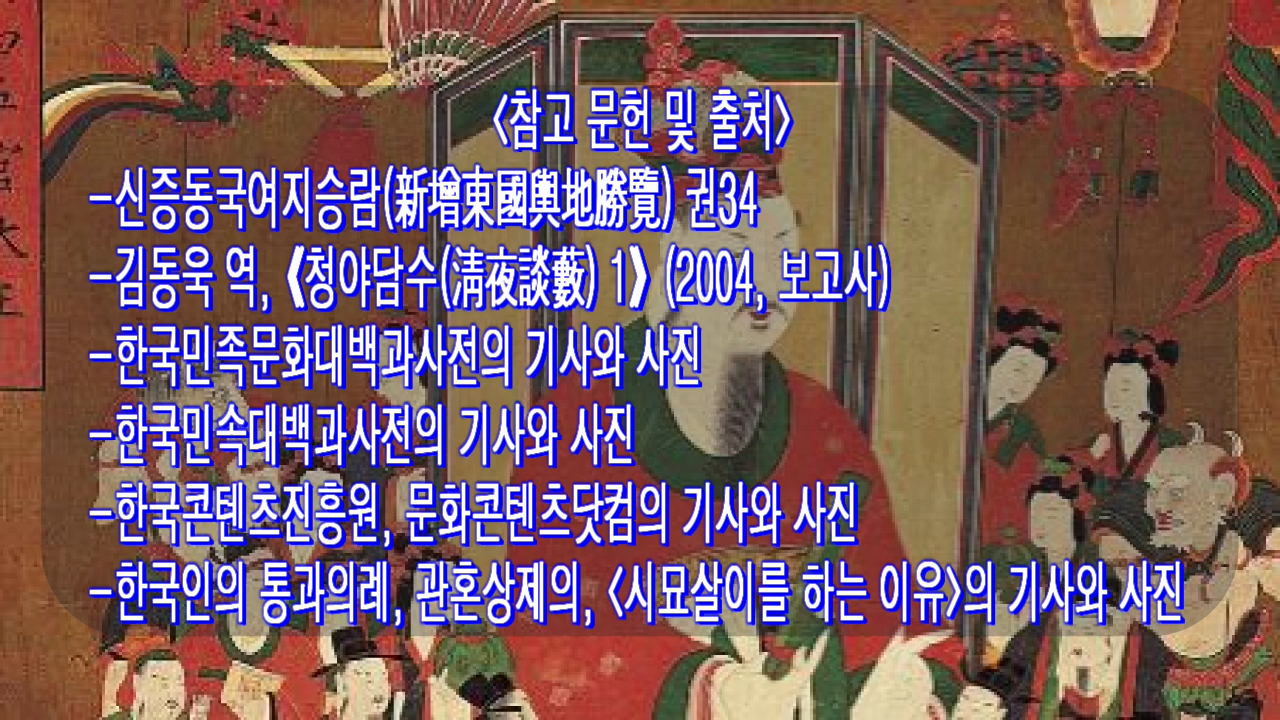 <참고 문헌 및 출처>
-신증동국여지승람(新增東國輿地勝覽) 권34
-김동욱 역, 《청야담수(淸夜談藪) 1》 (2004, 보고사)
-한국민족문화대백과사전의 기사와 사진
-한국민속대백과사전의 기사와 사진
-한국콘텐츠진흥원, 문화콘텐츠닷컴의 기사와 사진
-한국인의 통과의례, 관혼상제의, <시묘살이를 하는 이유>의 기사와 사진